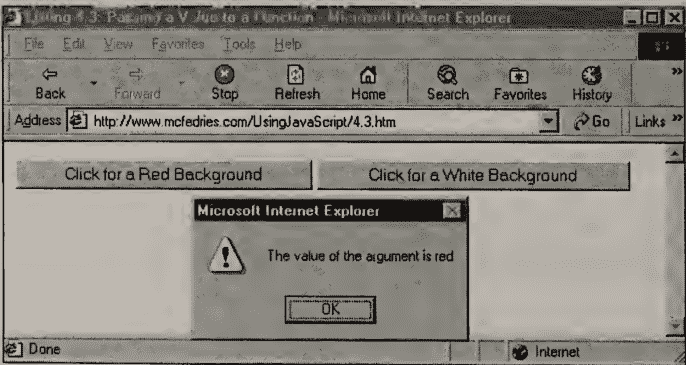 Listing 4.3: Passing a Value to a Function - Microsoft Internet Explorer
File Edit View Favorites Tools Help
Back Forward Stop Refresh Home Search Favorites History »
Address http://www.mcfedries.com/UsingJavaScript/4.3.htm Go Links »
Click for a Red Background Click for a White Background
Microsoft Internet Explorer
The value of the argument is red
OK
Done Internet